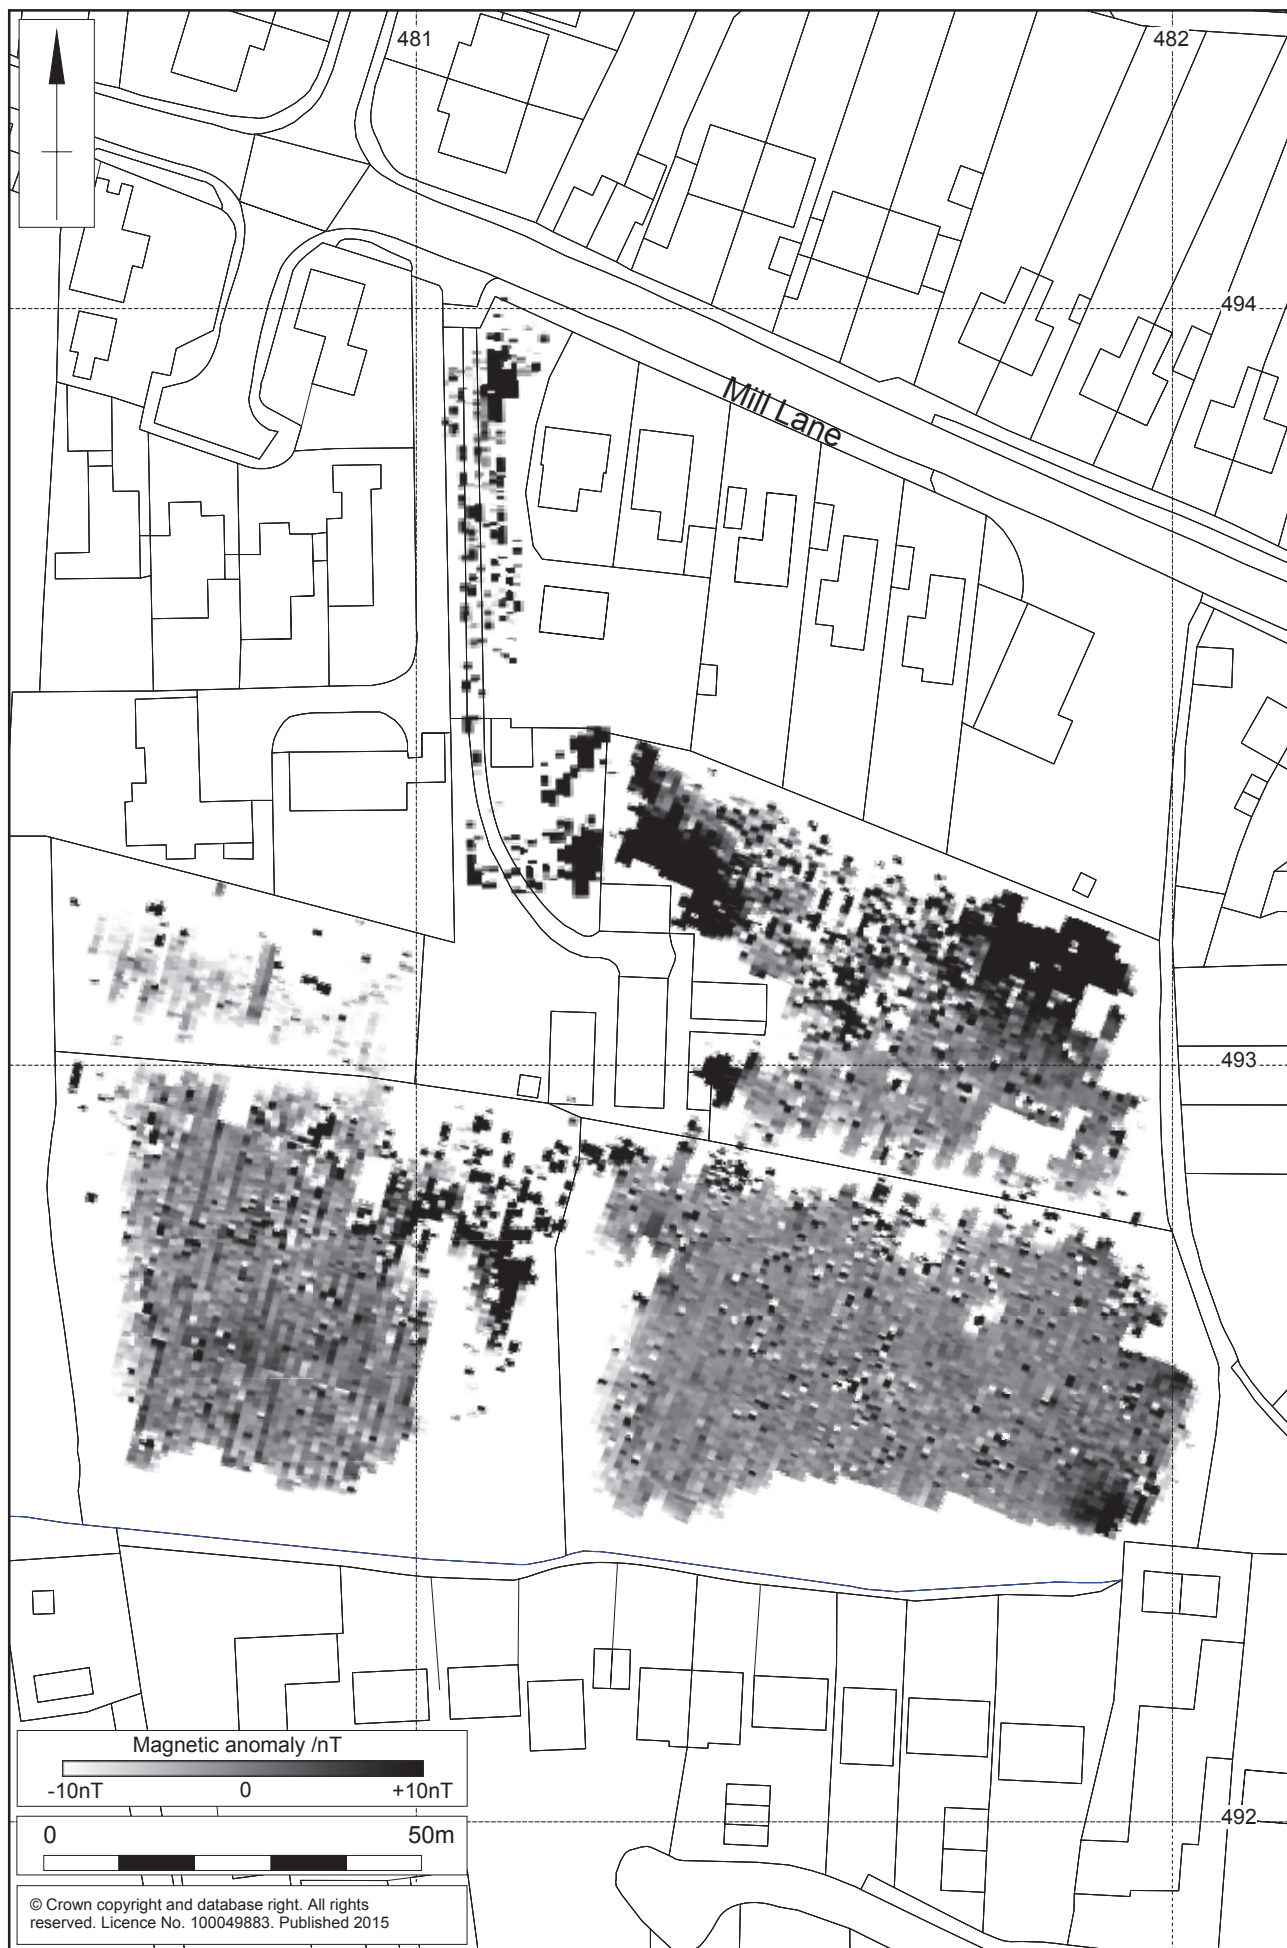 481
482
494
Mill Lane
493
Magnetic anomaly /nT
-10nT 0 +10nT
492
0 50m
© Crown copyright and database right. All rights
reserved. Licence No. 100049883. Published 2015